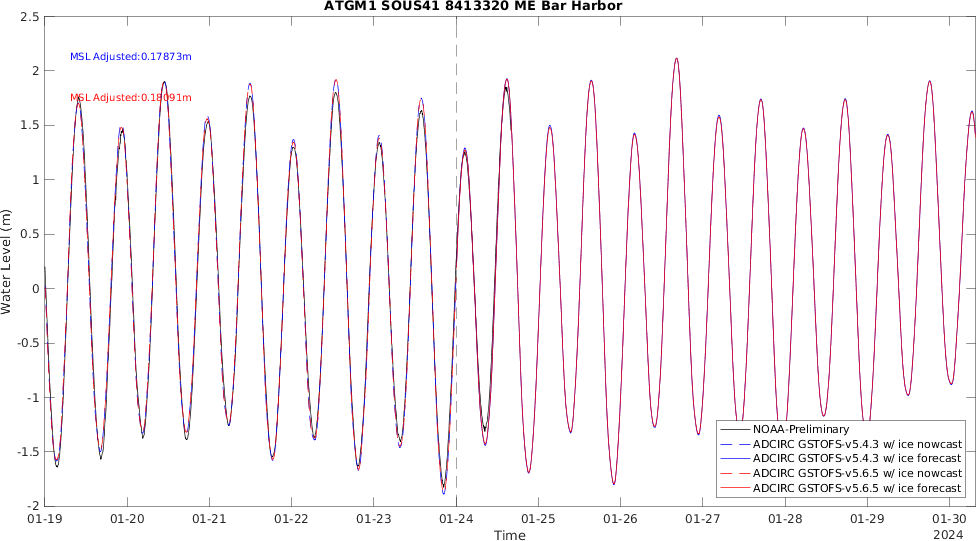 ATGM1 SOUS41 8413320 ME Bar Harbor
MSL Adjusted:0.17873m
MSL Adjusted:0.18091m
Water Level (m)
2.5
2
1.5
1
0.5
0
-0.5
-1
-1.5
-2
NOAA-Preliminary
ADCIRC GSTOFS-v5.4.3 w/ ice nowcast
ADCIRC GSTOFS-v5.4.3 w/ ice forecast
ADCIRC GSTOFS-v5.6.5 w/ ice nowcast
ADCIRC GSTOFS-v5.6.5 w/ ice forecast
01-19 01-20 01-21 01-22 01-23 01-24 01-25 01-26 01-27 01-28 01-29 01-30
Time
2024